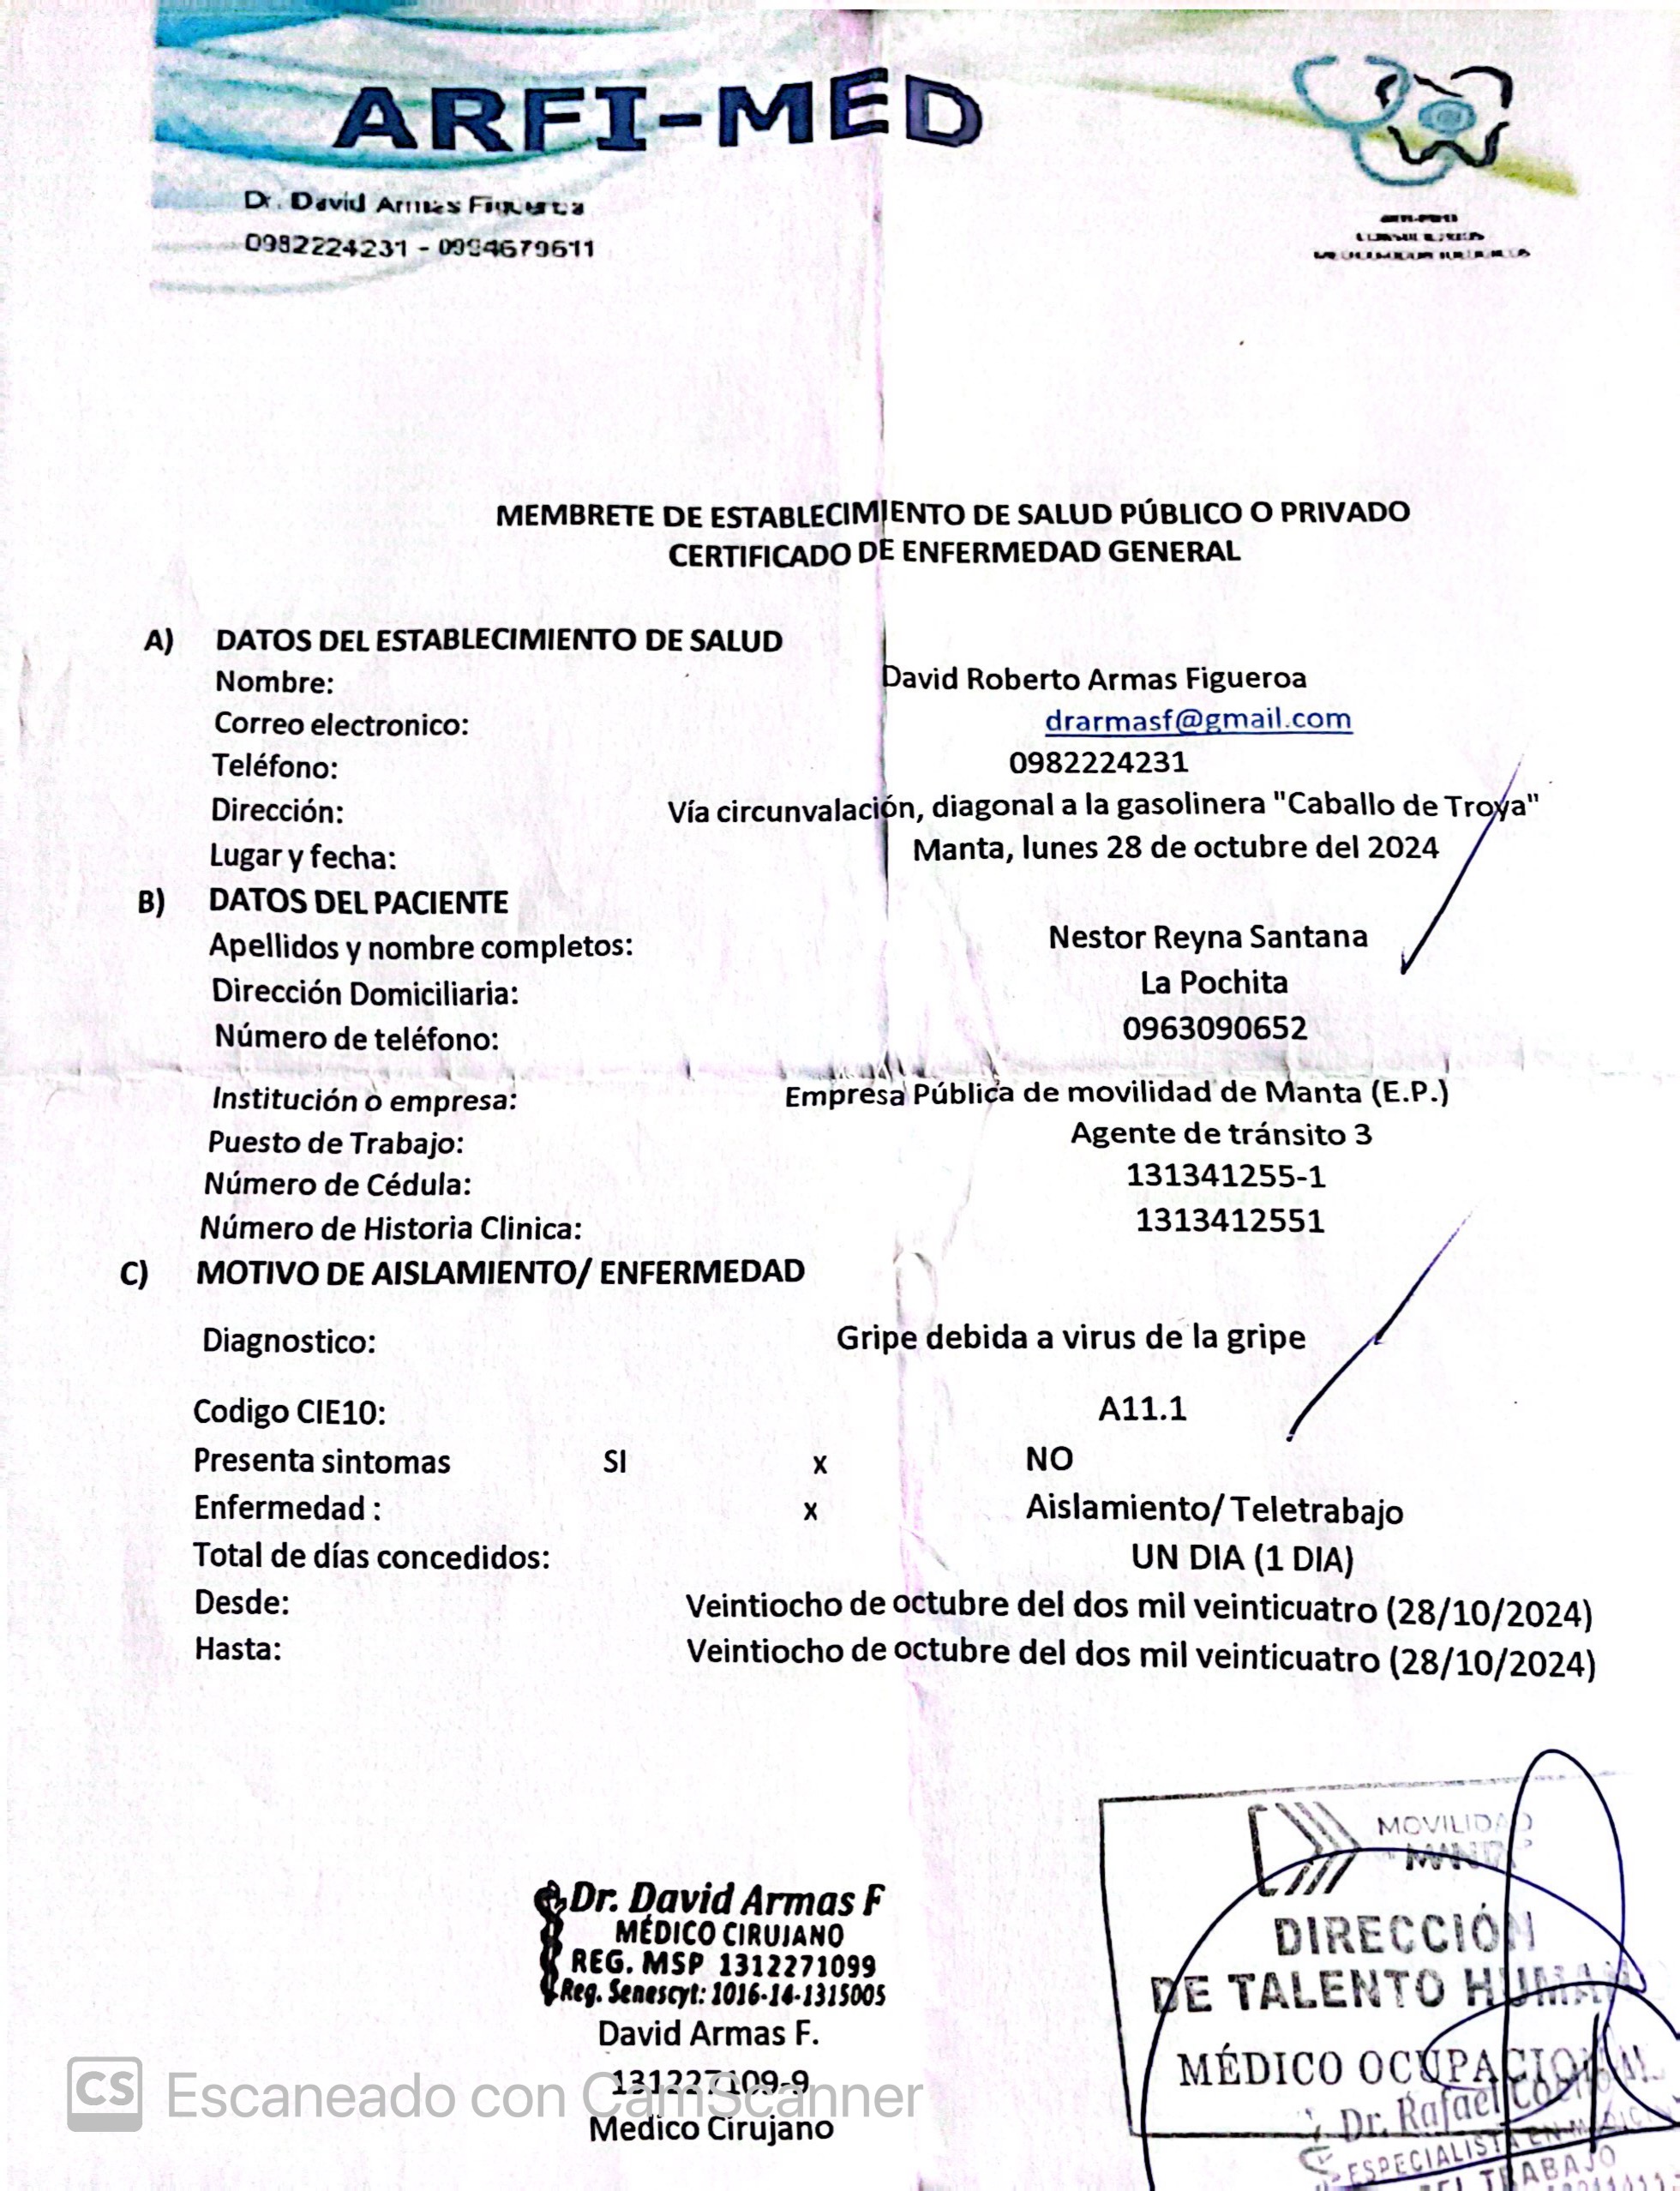 ARFI-MED
Dr. David Armas Figueroa
0982224231 - 0994679611
MEMBRETE DE ESTABLECIMIENTO DE SALUD PÚBLICO O PRIVADO
CERTIFICADO DE ENFERMEDAD GENERAL
A) DATOS DEL ESTABLECIMIENTO DE SALUD
Nombre: David Roberto Armas Figueroa
Correo electronico: drarmasf@gmail.com
Teléfono: 0982224231
Dirección: Vía circunvalación, diagonal a la gasolinera "Caballo de Troya"
Lugar y fecha: Manta, lunes 28 de octubre del 2024
B) DATOS DEL PACIENTE
Apellidos y nombre completos: Nestor Reyna Santana
Dirección Domiciliaria: La Pochita
Número de teléfono: 0963090652
Institución o empresa: Empresa Pública de movilidad de Manta (E.P.)
Puesto de Trabajo: Agente de tránsito 3
Número de Cédula: 131341255-1
Número de Historia Clinica: 1313412551
C) MOTIVO DE AISLAMIENTO/ ENFERMEDAD
Diagnostico: Gripe debida a virus de la gripe
Codigo CIE10: A11.1
Presenta sintomas SI x NO
Enfermedad : x Aislamiento/ Teletrabajo
Total de días concedidos: UN DIA (1 DIA)
Desde: Veintiocho de octubre del dos mil veinticuatro (28/10/2024)
Hasta: Veintiocho de octubre del dos mil veinticuatro (28/10/2024)
Dr. David Armas F
MÉDICO CIRUJANO
REG. MSP 1312271099
Reg. Senescyt: 1016-14-1315005
David Armas F.
131227109-9
Medico Cirujano
MOVILIDAD
DIRECCIÓN
DE TALENTO HUMAN
MÉDICO OCUPACIONAL
Dr. Rafael
ESPECIALISTA EN
TRABAJO
CS Escaneado con CamScanner